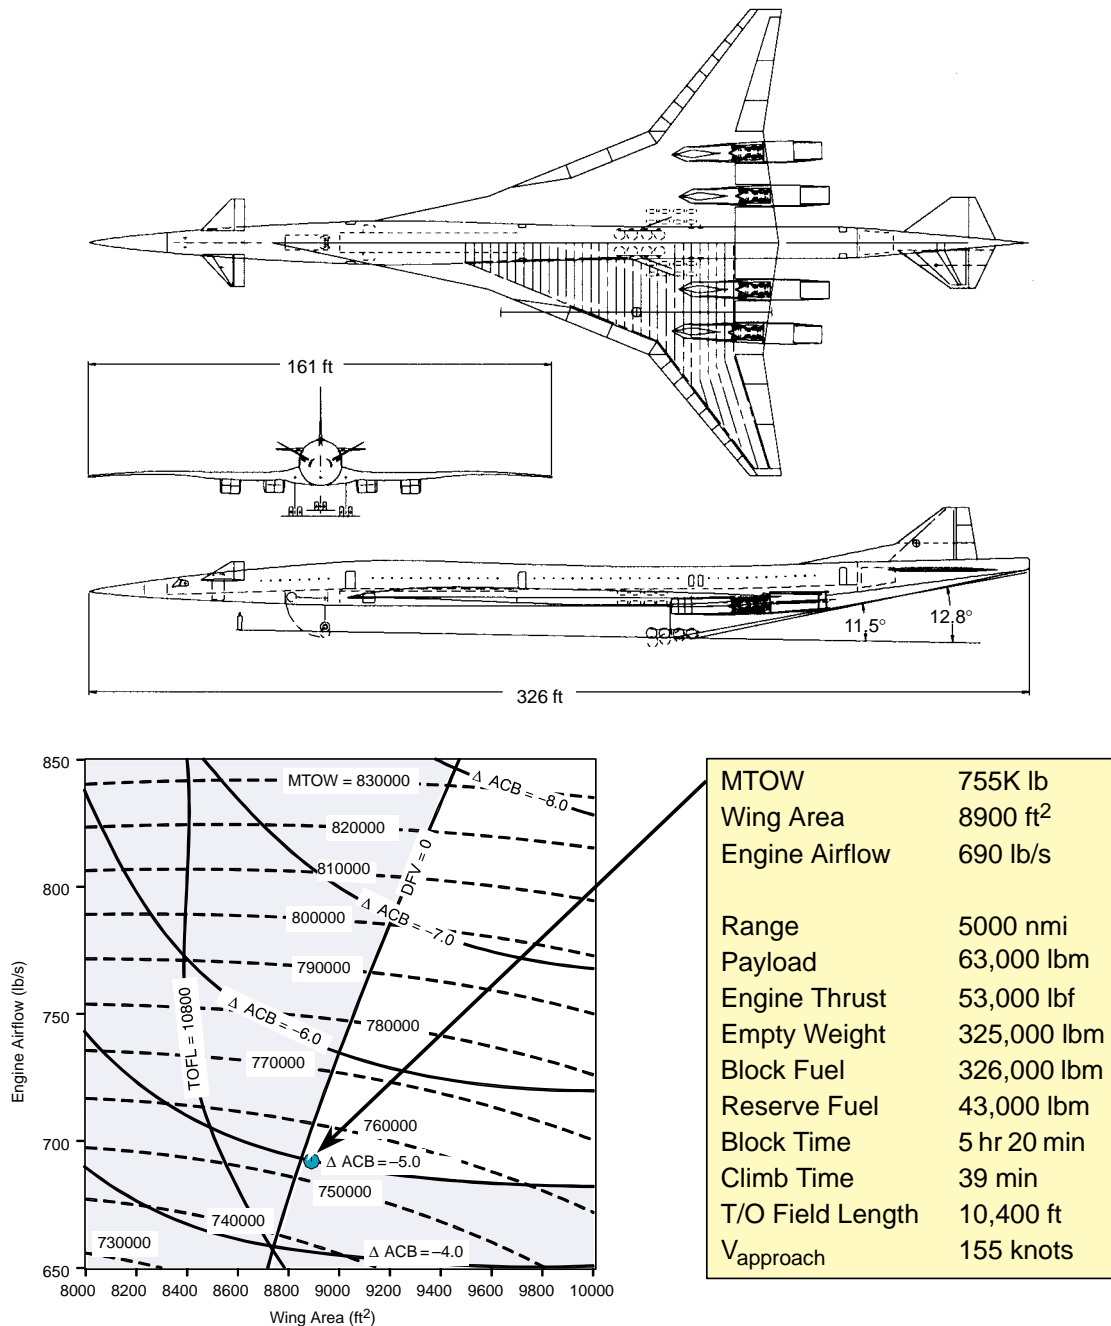 161 ft
11.5°
12.8°
326 ft
850
800
750
700
650
Engine Airflow (lb/s)
8000 8200 8400 8600 8800 9000 9200 9400 9600 9800 10000
Wing Area (ft²)
MTOW = 830000
820000
810000
800000
790000
780000
770000
760000
750000
740000
730000
Δ ACB = –8.0
Δ ACB = –7.0
Δ ACB = –6.0
Δ ACB = –5.0
Δ ACB = –4.0
DFV = 0
TOFL = 10800
MTOW 755K lb
Wing Area 8900 ft²
Engine Airflow 690 lb/s
Range 5000 nmi
Payload 63,000 lbm
Engine Thrust 53,000 lbf
Empty Weight 325,000 lbm
Block Fuel 326,000 lbm
Reserve Fuel 43,000 lbm
Block Time 5 hr 20 min
Climb Time 39 min
T/O Field Length 10,400 ft
Vapproach 155 knots